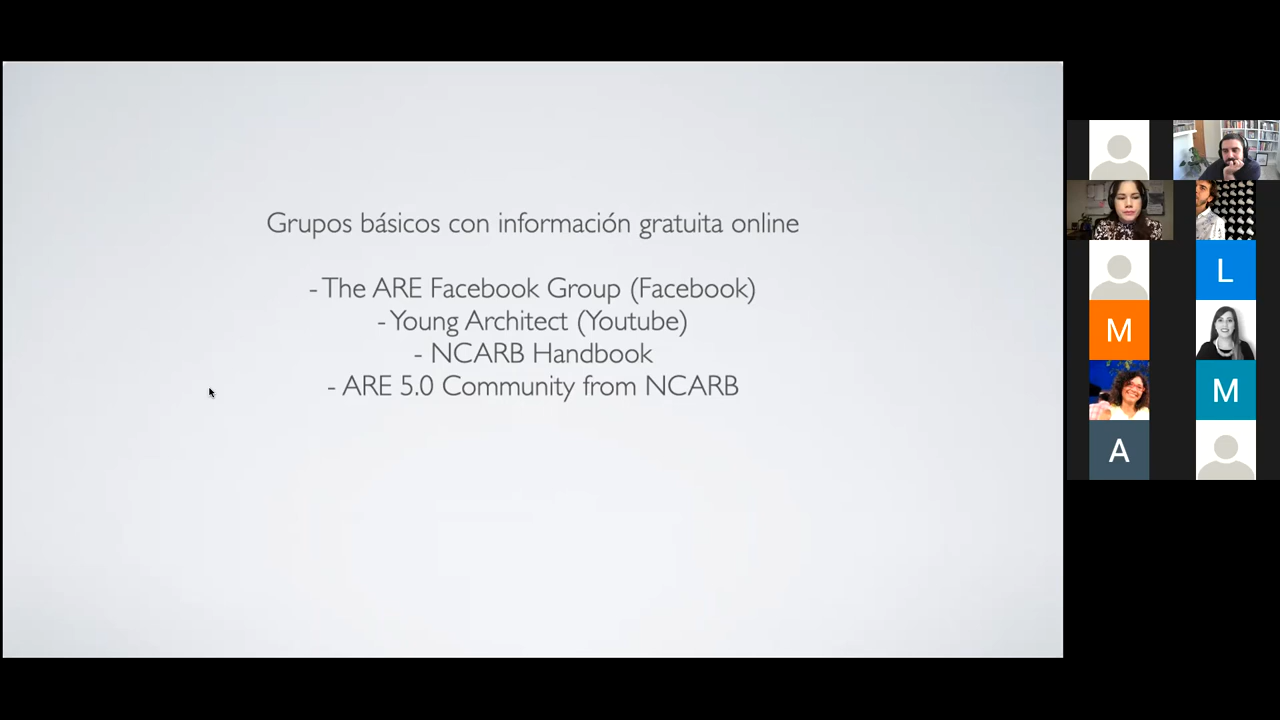 Grupos básicos con información gratuita online
- The ARE Facebook Group (Facebook)
- Young Architect (Youtube)
- NCARB Handbook
- ARE 5.0 Community from NCARB
L
M
M
A